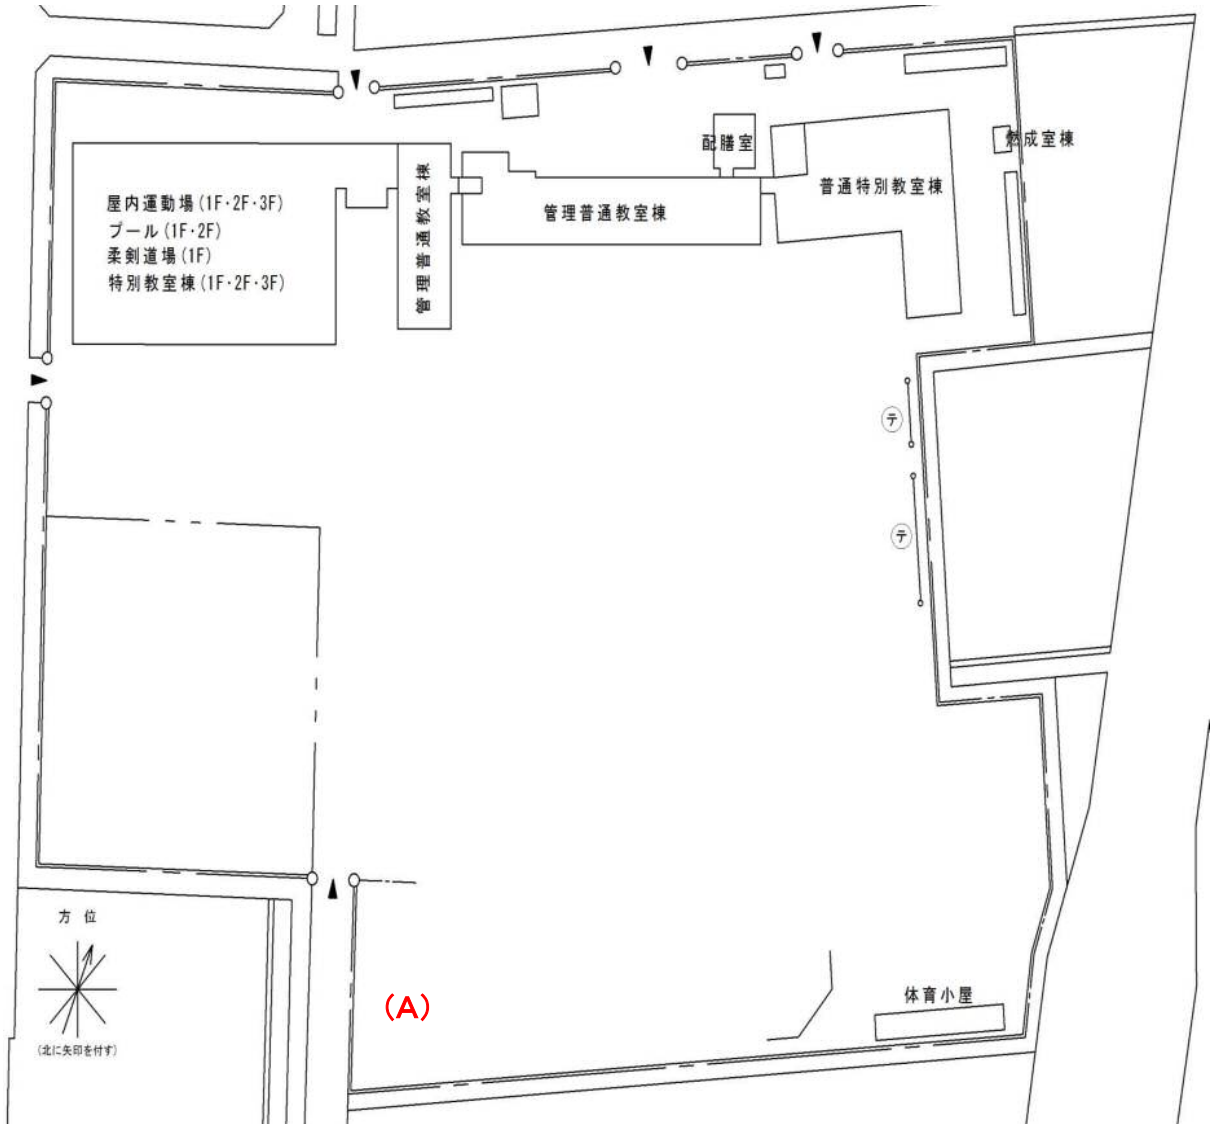 配膳室
燃成室棟
管理普通教室棟
普通特別教室棟
屋内運動場(1F･2F･3F)
プール(1F･2F)
柔剣道場(1F)
特別教室棟(1F･2F･3F)
管理普通教室棟
テ
テ
方 位
(北に矢印を付す)
(A)
体育小屋